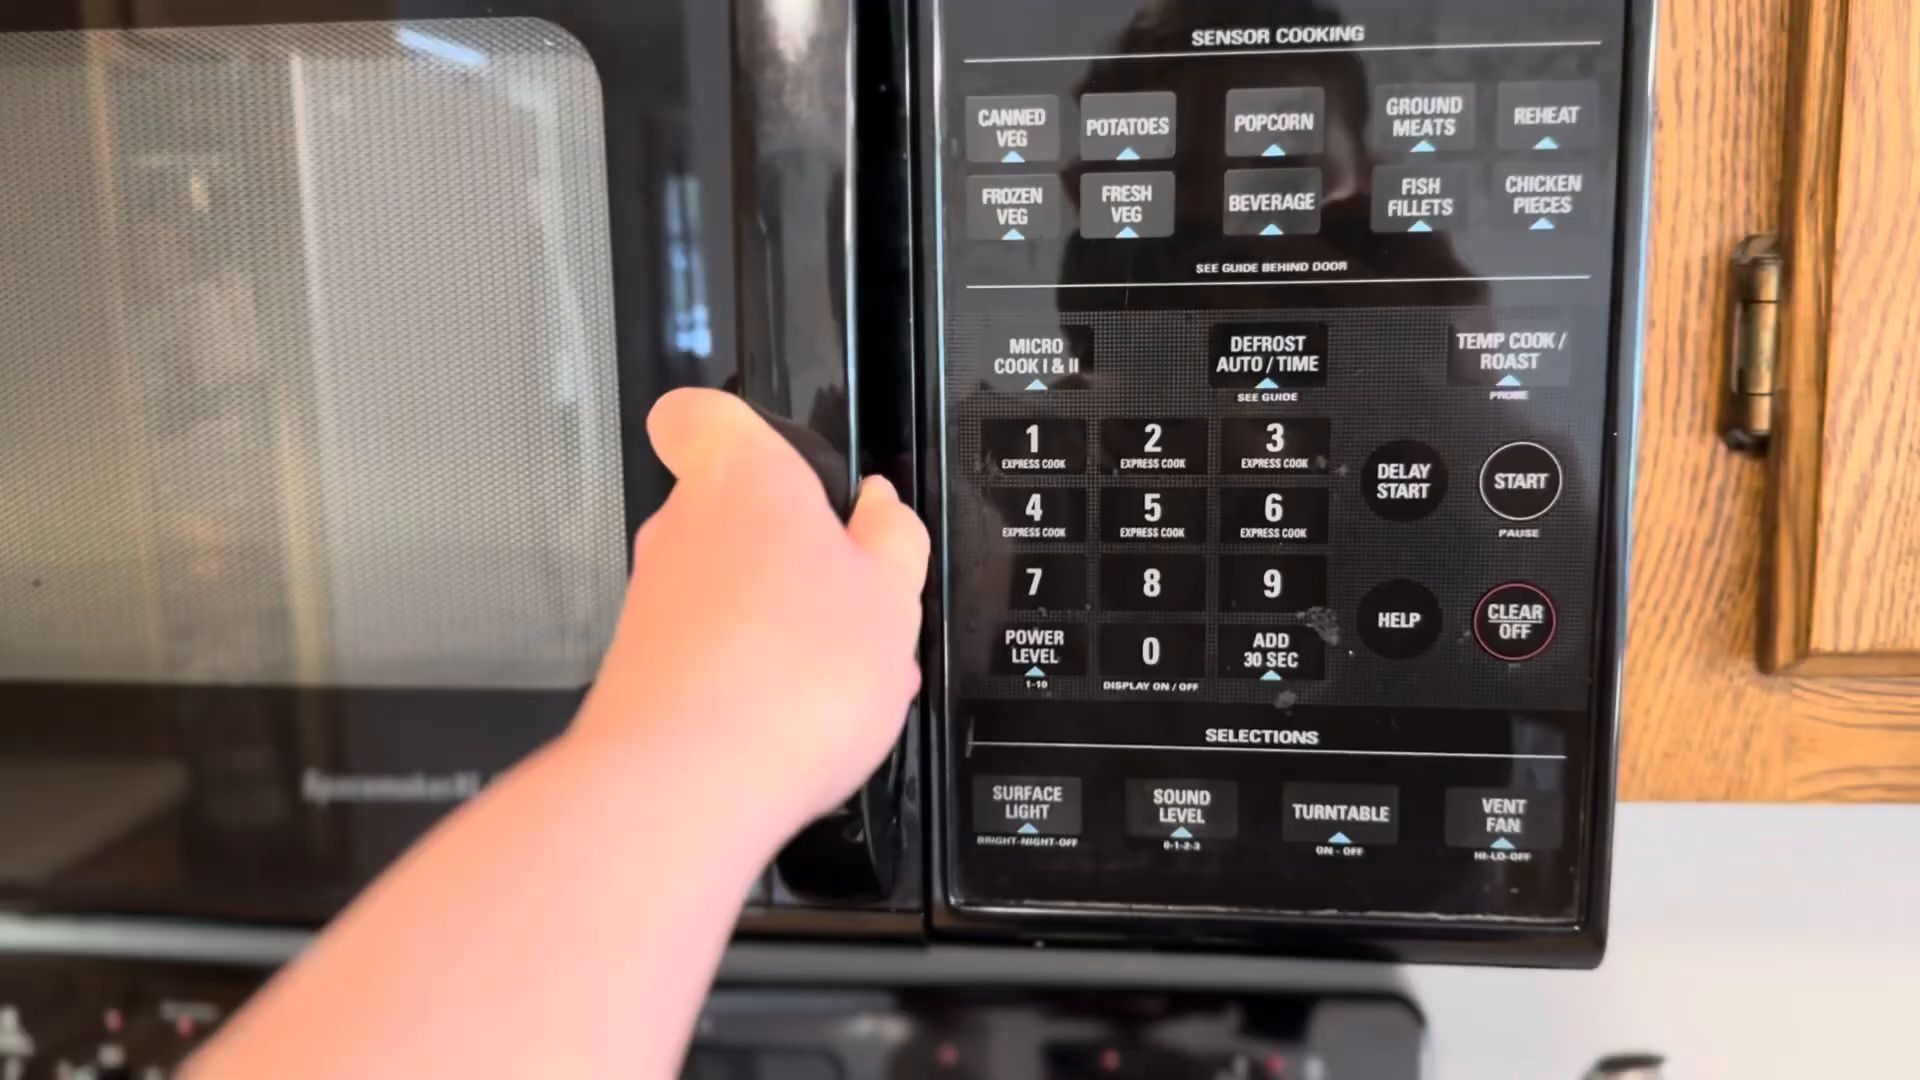 SENSOR COOKING
CANNED
VEG
POTATOES
POPCORN
GROUND
MEATS
REHEAT
FROZEN
VEG
FRESH
VEG
BEVERAGE
FISH
FILLETS
CHICKEN
PIECES
SEE GUIDE BEHIND DOOR
MICRO
COOK I & II
DEFROST
AUTO / TIME
SEE GUIDE
TEMP COOK /
ROAST
PROBE
1
EXPRESS COOK
2
EXPRESS COOK
3
EXPRESS COOK
DELAY
START
START
PAUSE
4
EXPRESS COOK
5
EXPRESS COOK
6
EXPRESS COOK
7
8
9
HELP
CLEAR
OFF
POWER
LEVEL
1-10
0
DISPLAY ON / OFF
ADD
30 SEC
SELECTIONS
SURFACE
LIGHT
BRIGHT-NIGHT-OFF
SOUND
LEVEL
0-1-2-3
TURNTABLE
ON - OFF
VENT
FAN
HI-LO-OFF
SpacemakerXL